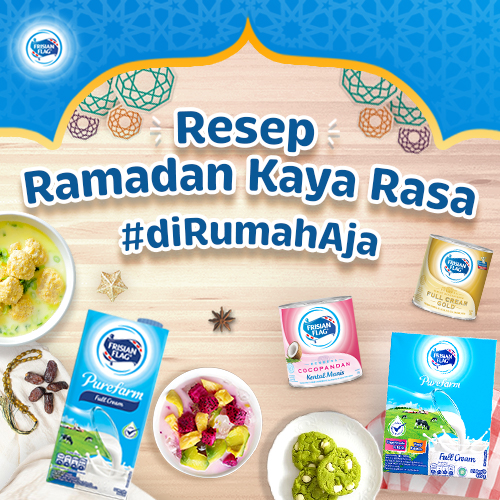 FRISIAN FLAG
Resep
Ramadan Kaya Rasa
#diRumahAja
FRISIAN FLAG
FULL CREAM
GOLD
FRISIAN FLAG
COCOPANDAN
Kental Manis
FRISIAN FLAG
Purefarm
Full Cream
FRISIAN FLAG
Purefarm
Full Cream